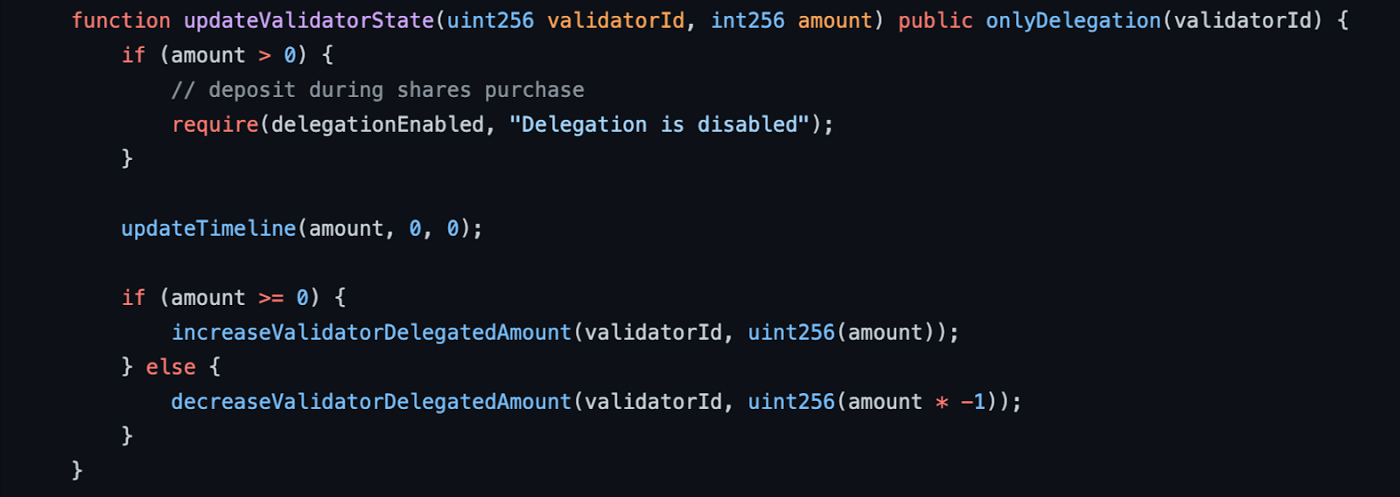 function updateValidatorState(uint256 validatorId, int256 amount) public onlyDelegation(validatorId) {
    if (amount > 0) {
        // deposit during shares purchase
        require(delegationEnabled, "Delegation is disabled");
    }

    updateTimeline(amount, 0, 0);

    if (amount >= 0) {
        increaseValidatorDelegatedAmount(validatorId, uint256(amount));
    } else {
        decreaseValidatorDelegatedAmount(validatorId, uint256(amount * -1));
    }
}